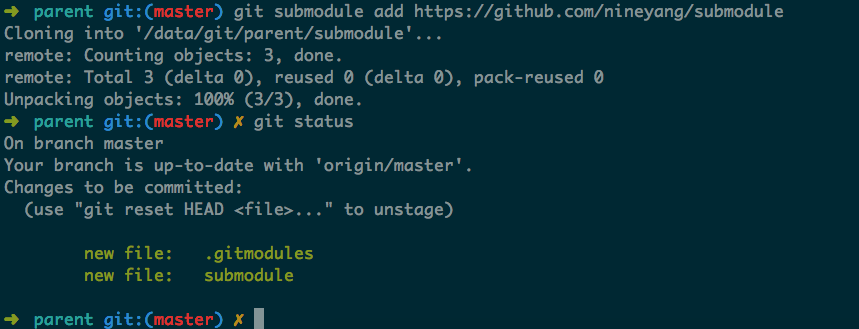 ➜ parent git:(master) git submodule add https://github.com/nineyang/submodule
Cloning into '/data/git/parent/submodule'...
remote: Counting objects: 3, done.
remote: Total 3 (delta 0), reused 0 (delta 0), pack-reused 0
Unpacking objects: 100% (3/3), done.
➜ parent git:(master) ✗ git status
On branch master
Your branch is up-to-date with 'origin/master'.
Changes to be committed:
  (use "git reset HEAD <file>..." to unstage)
        new file:   .gitmodules
        new file:   submodule
➜ parent git:(master) ✗